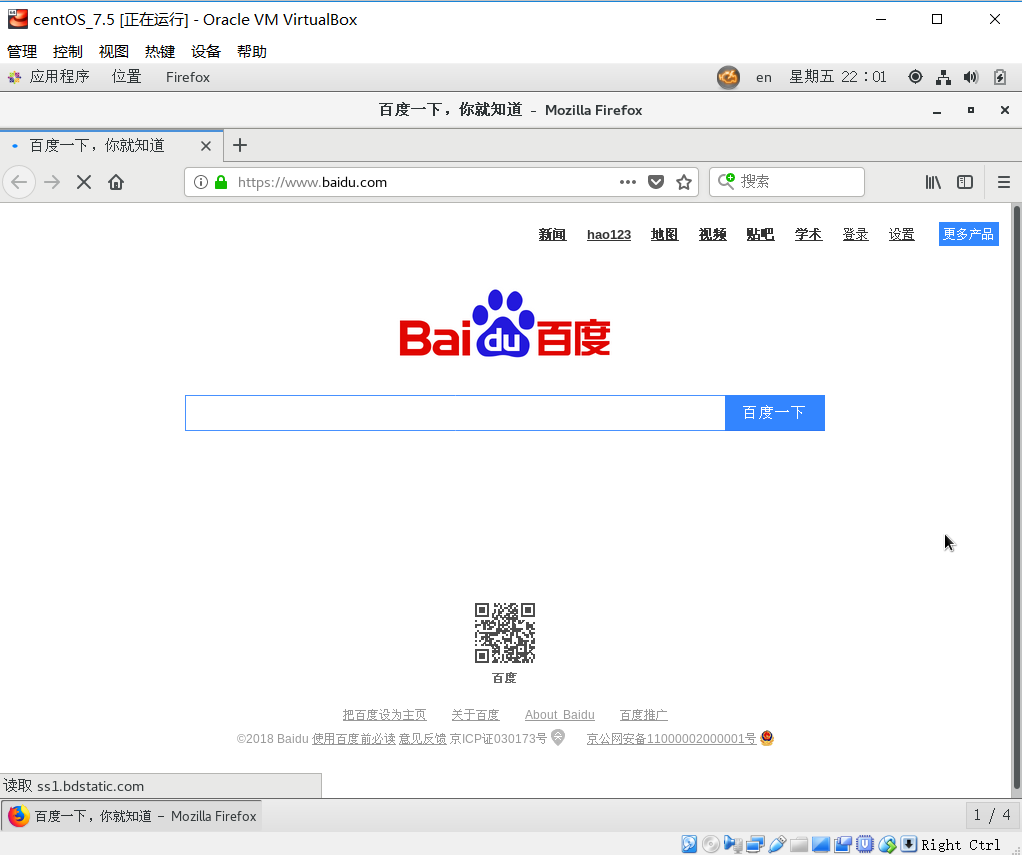 centOS_7.5 [正在运行] - Oracle VM VirtualBox
管理 控制 视图 热键 设备 帮助
应用程序 位置 Firefox en 星期五 22：01
百度一下，你就知道 - Mozilla Firefox
百度一下，你就知道
https://www.baidu.com 搜索
新闻 hao123 地图 视频 贴吧 学术 登录 设置 更多产品
Bai du 百度
百度一下
百度
把百度设为主页 关于百度 About Baidu 百度推广
©2018 Baidu 使用百度前必读 意见反馈 京ICP证030173号 京公网安备11000002000001号
读取 ss1.bdstatic.com
百度一下，你就知道 - Mozilla Firefox 1 / 4
Right Ctrl